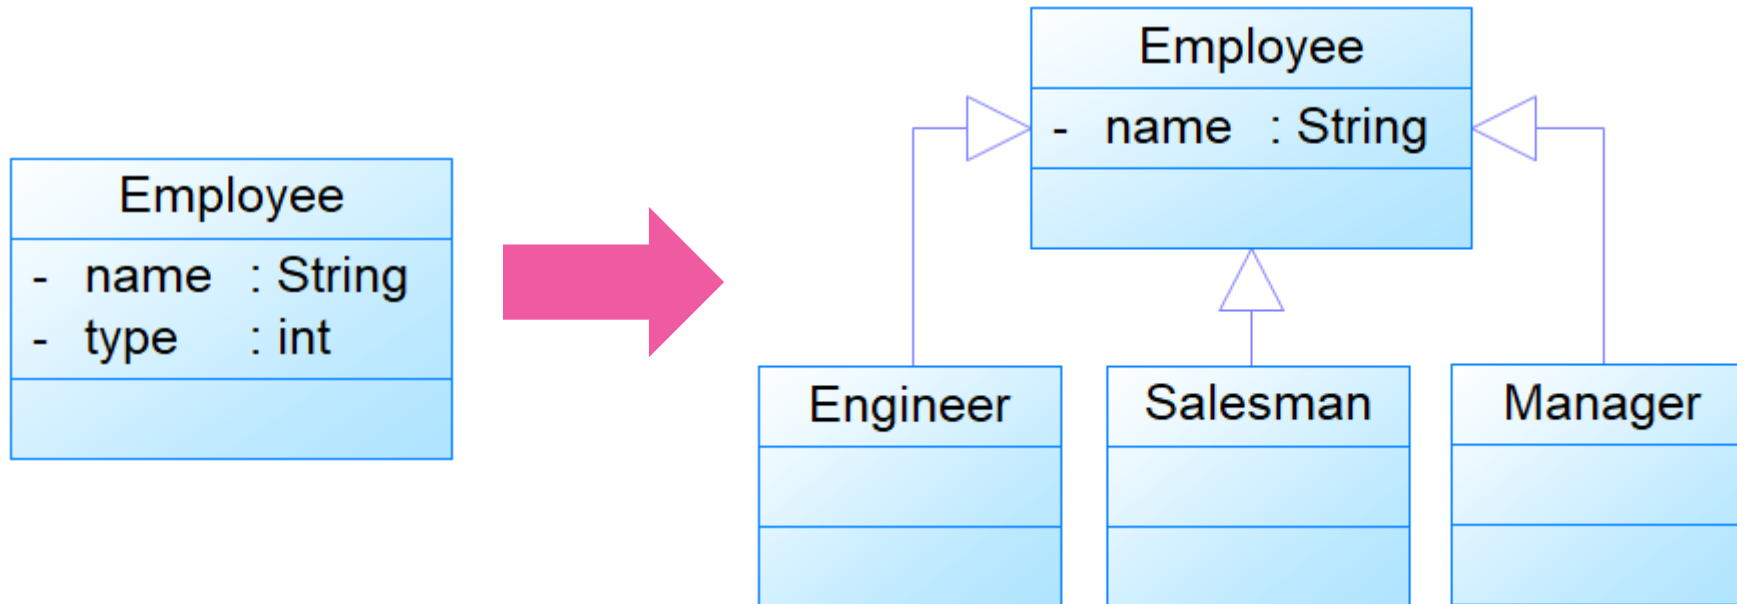 Employee
- name : String
- type : int
Employee
- name : String
Engineer
Salesman
Manager